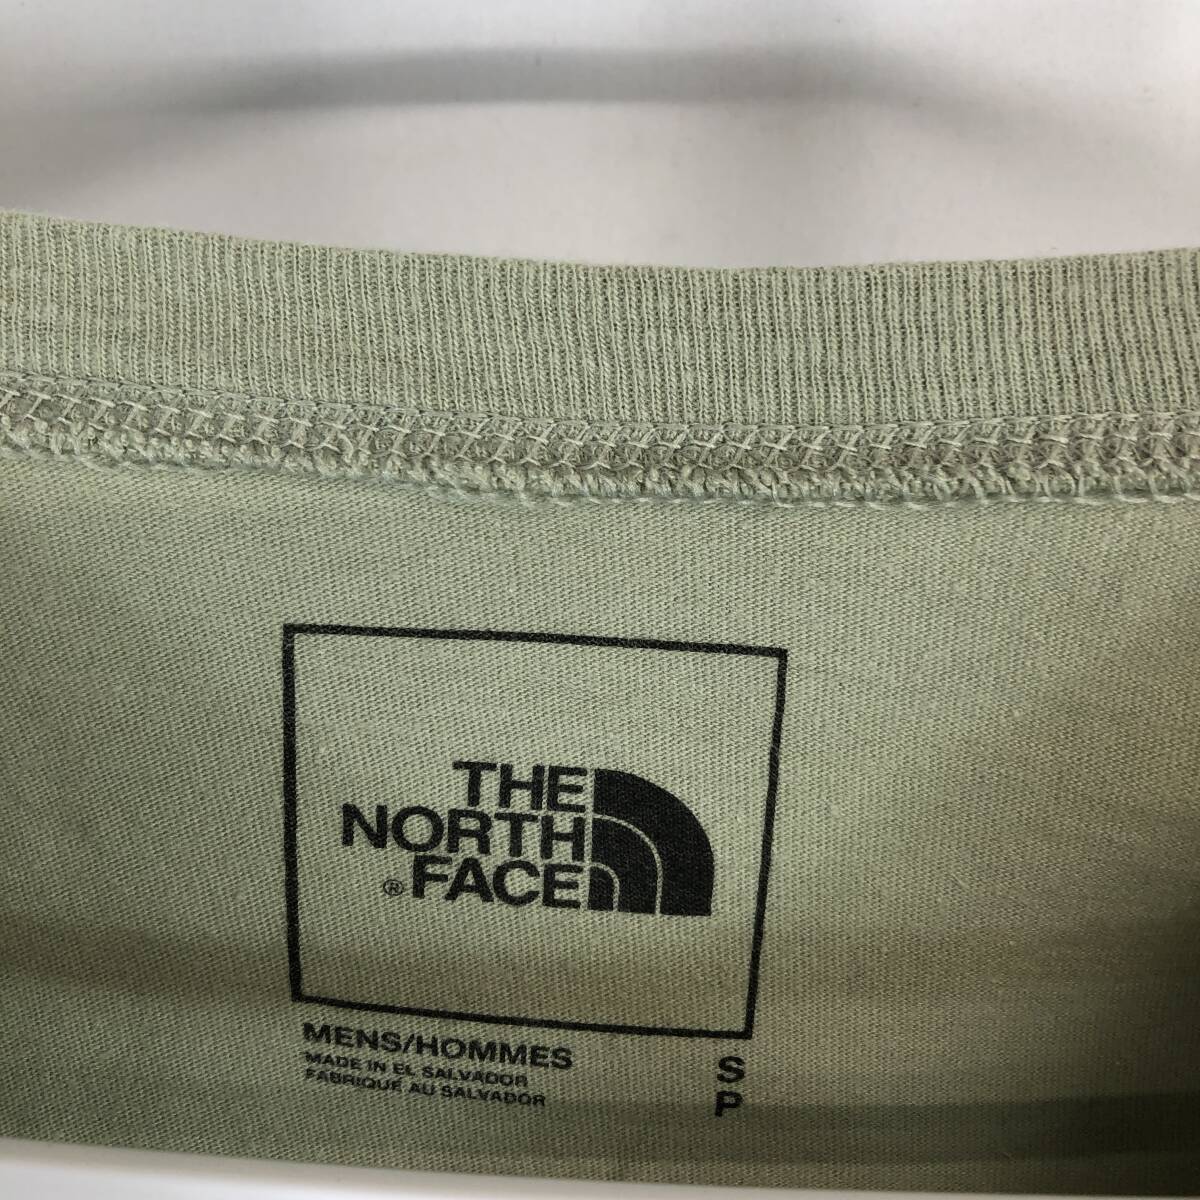 THE
NORTH
® FACE
MENS/HOMMES
MADE IN EL SALVADOR
FABRIQUÉ AU SALVADOR
S
P